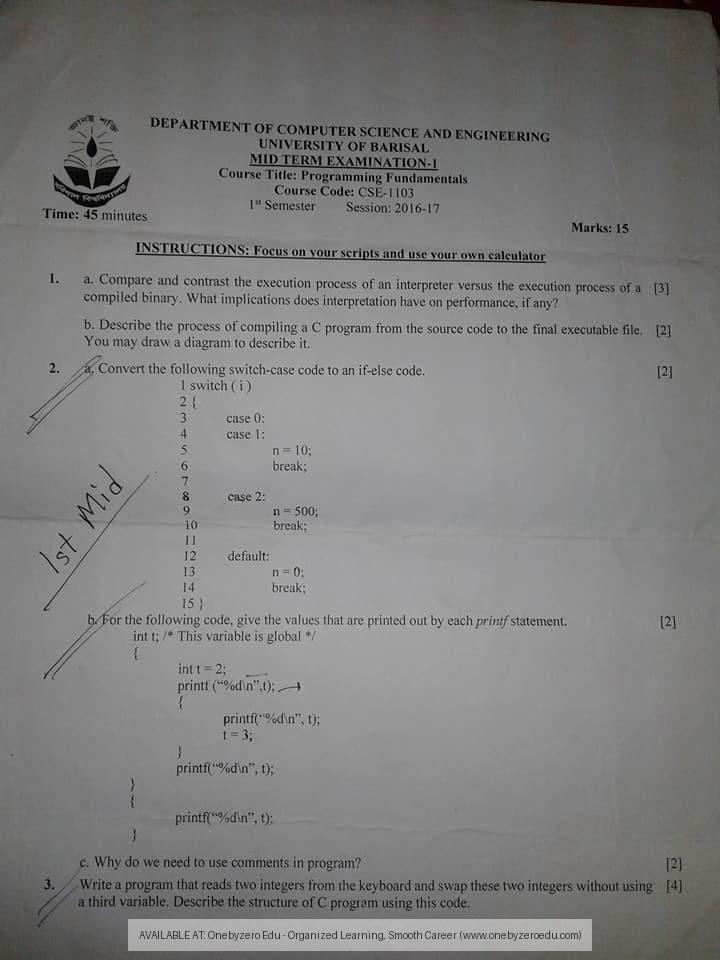 জ্ঞানই শক্তি
বরিশাল বিশ্ববিদ্যালয়
DEPARTMENT OF COMPUTER SCIENCE AND ENGINEERING
UNIVERSITY OF BARISAL
MID TERM EXAMINATION-I
Course Title: Programming Fundamentals
Course Code: CSE-1103
1st Semester Session: 2016-17
Time: 45 minutes
Marks: 15
INSTRUCTIONS: Focus on your scripts and use your own calculator
1. a. Compare and contrast the execution process of an interpreter versus the execution process of a [3]
compiled binary. What implications does interpretation have on performance, if any?
b. Describe the process of compiling a C program from the source code to the final executable file. [2]
You may draw a diagram to describe it.
2. a. Convert the following switch-case code to an if-else code. [2]
1 switch ( i )
2 {
3 case 0:
4 case 1:
5 n = 10;
6 break;
7
8 case 2:
9 n = 500;
10 break;
11
12 default:
13 n = 0;
14 break;
15 }
1st Mid
b. For the following code, give the values that are printed out by each printf statement. [2]
int t; /* This variable is global */
{
int t = 2;
printf (“%d\n”,t);
{
printf(“%d\n”, t);
t = 3;
}
printf(“%d\n”, t);
}
{
printf(“%d\n”, t);
}
c. Why do we need to use comments in program? [2]
3. Write a program that reads two integers from the keyboard and swap these two integers without using [4]
a third variable. Describe the structure of C program using this code.
AVAILABLE AT: Onebyzero Edu - Organized Learning, Smooth Career (www.onebyzeroedu.com)